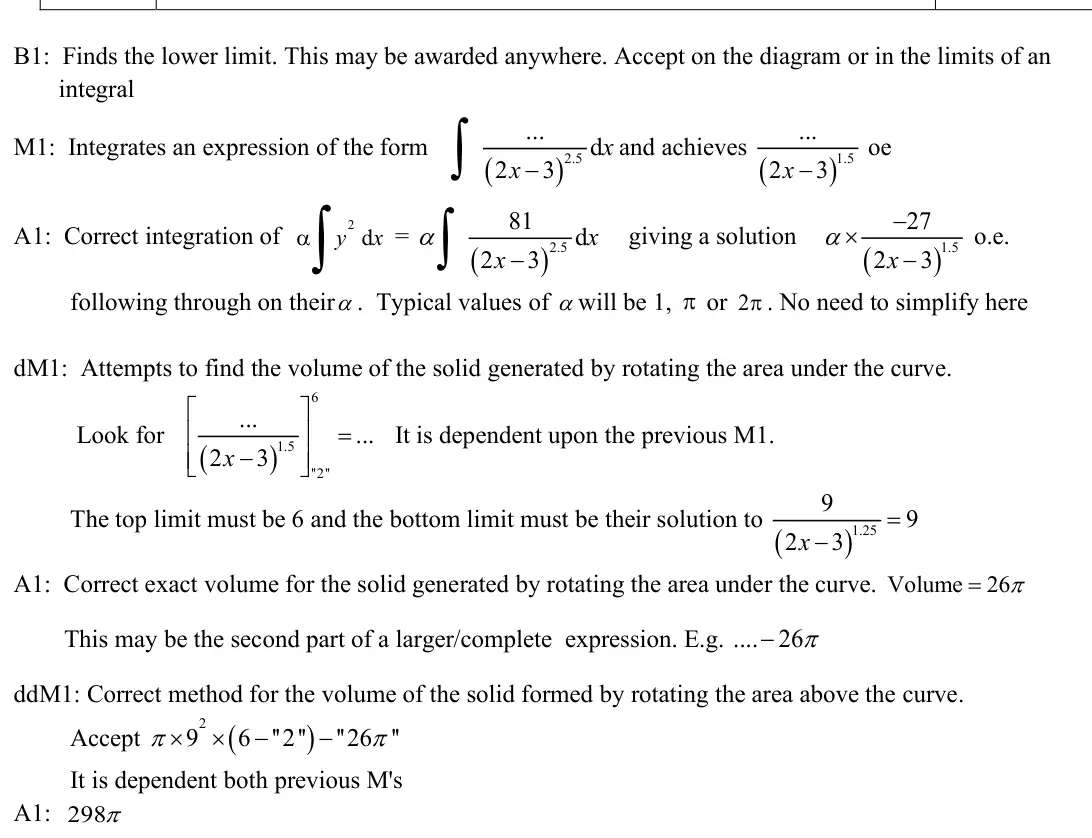 B1: Finds the lower limit. This may be awarded anywhere. Accept on the diagram or in the limits of an
integral
M1: Integrates an expression of the form ∫ ... / (2x – 3)^2.5 dx and achieves ... / (2x – 3)^1.5 oe
A1: Correct integration of α∫ y^2 dx = α∫ 81 / (2x – 3)^2.5 dx giving a solution α× –27 / (2x – 3)^1.5 o.e.
following through on their α . Typical values of α will be 1, π or 2π . No need to simplify here
dM1: Attempts to find the volume of the solid generated by rotating the area under the curve.
Look for [ ... / (2x – 3)^1.5 ]_"2"^6 = ... It is dependent upon the previous M1.
The top limit must be 6 and the bottom limit must be their solution to 9 / (2x – 3)^1.25 = 9
A1: Correct exact volume for the solid generated by rotating the area under the curve. Volume = 26π
This may be the second part of a larger/complete expression. E.g. ....– 26π
ddM1: Correct method for the volume of the solid formed by rotating the area above the curve.
Accept π×9^2×(6–"2")–"26π"
It is dependent both previous M's
A1: 298π